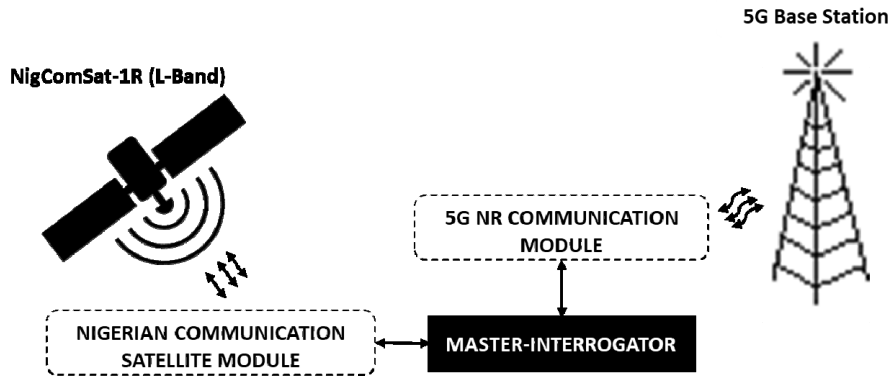 5G Base Station
NigComSat-1R (L-Band)
5G NR COMMUNICATION
MODULE
NIGERIAN COMMUNICATION
SATELLITE MODULE
MASTER-INTERROGATOR